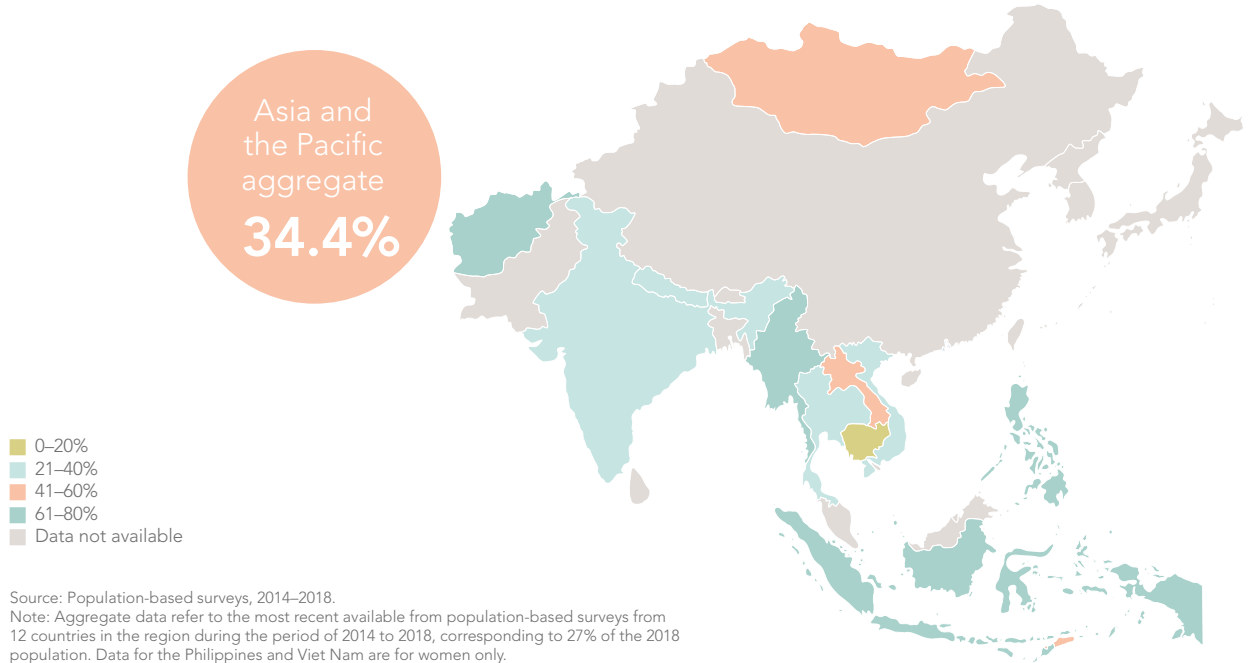 Asia and
the Pacific
aggregate
34.4%
0–20%
21–40%
41–60%
61–80%
Data not available
Source: Population-based surveys, 2014–2018.
Note: Aggregate data refer to the most recent available from population-based surveys from
12 countries in the region during the period of 2014 to 2018, corresponding to 27% of the 2018
population. Data for the Philippines and Viet Nam are for women only.